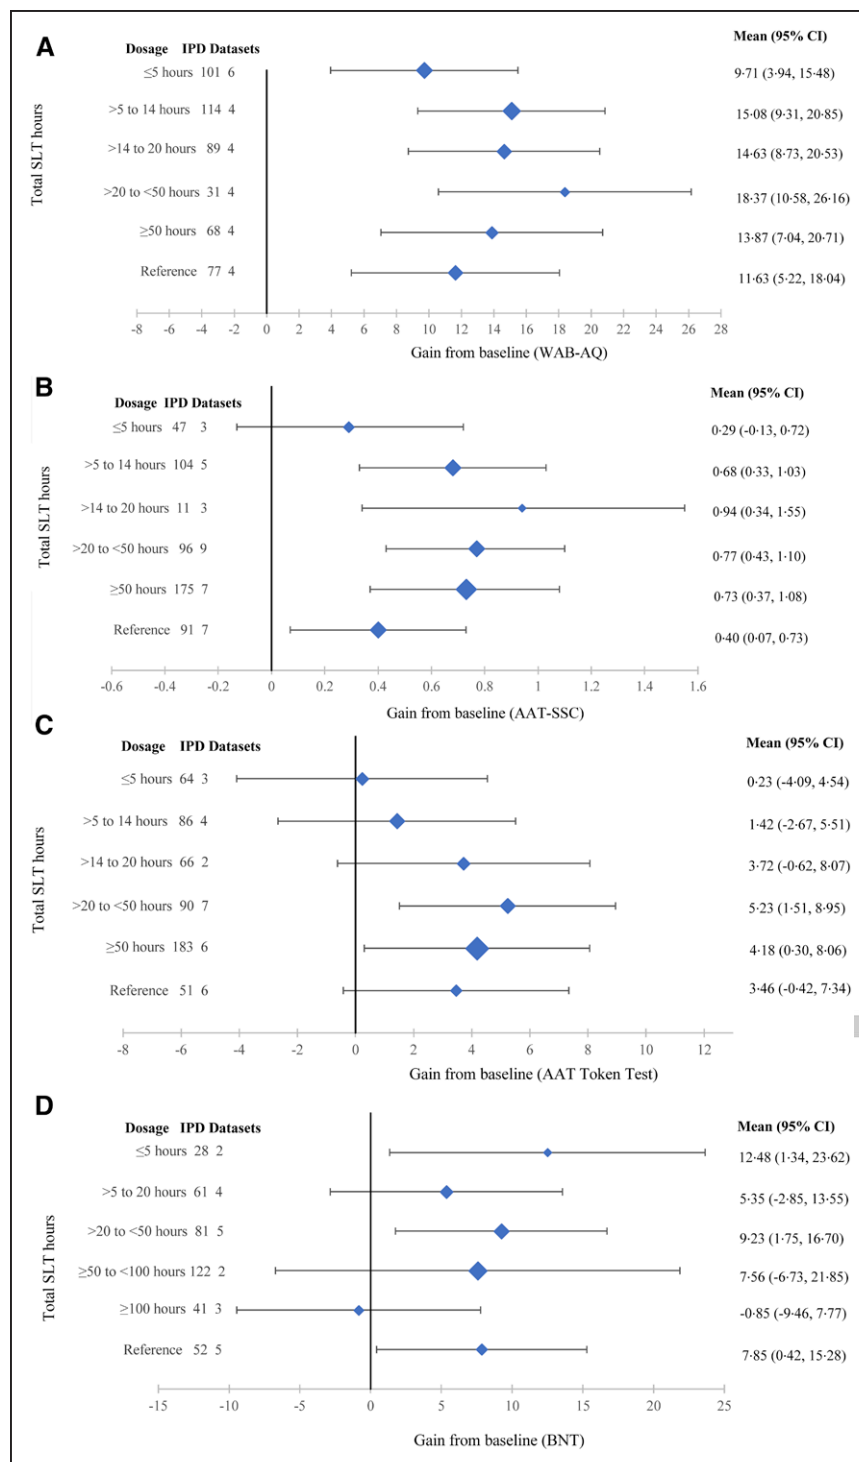 A
Mean (95% CI)
Dosage IPD Datasets
≤5 hours 101 6 9·71 (3·94, 15·48)
>5 to 14 hours 114 4 15·08 (9·31, 20·85)
>14 to 20 hours 89 4 14·63 (8·73, 20·53)
>20 to <50 hours 31 4 18·37 (10·58, 26·16)
≥50 hours 68 4 13·87 (7·04, 20·71)
Reference 77 4 11·63 (5·22, 18·04)
Total SLT hours
-8 -6 -4 -2 0 2 4 6 8 10 12 14 16 18 20 22 24 26 28
Gain from baseline (WAB-AQ)
B
Dosage IPD Datasets Mean (95% CI)
≤5 hours 47 3 0·29 (-0·13, 0·72)
>5 to 14 hours 104 5 0·68 (0·33, 1·03)
>14 to 20 hours 11 3 0·94 (0·34, 1·55)
>20 to <50 hours 96 9 0·77 (0·43, 1·10)
≥50 hours 175 7 0·73 (0·37, 1·08)
Reference 91 7 0·40 (0·07, 0·73)
Total SLT hours
-0.6 -0.4 -0.2 0 0.2 0.4 0.6 0.8 1 1.2 1.4 1.6
Gain from baseline (AAT-SSC)
C
Dosage IPD Datasets Mean (95% CI)
≤5 hours 64 3 0·23 (-4·09, 4·54)
>5 to 14 hours 86 4 1·42 (-2·67, 5·51)
>14 to 20 hours 66 2 3·72 (-0·62, 8·07)
>20 to <50 hours 90 7 5·23 (1·51, 8·95)
≥50 hours 183 6 4·18 (0·30, 8·06)
Reference 51 6 3·46 (-0·42, 7·34)
Total SLT hours
-8 -6 -4 -2 0 2 4 6 8 10 12
Gain from baseline (AAT Token Test)
D
Dosage IPD Datasets Mean (95% CI)
≤5 hours 28 2 12·48 (1·34, 23·62)
>5 to 20 hours 61 4 5·35 (-2·85, 13·55)
>20 to <50 hours 81 5 9·23 (1·75, 16·70)
≥50 to <100 hours 122 2 7·56 (-6·73, 21·85)
≥100 hours 41 3 -0·85 (-9·46, 7·77)
Reference 52 5 7·85 (0·42, 15·28)
Total SLT hours
-15 -10 -5 0 5 10 15 20 25
Gain from baseline (BNT)